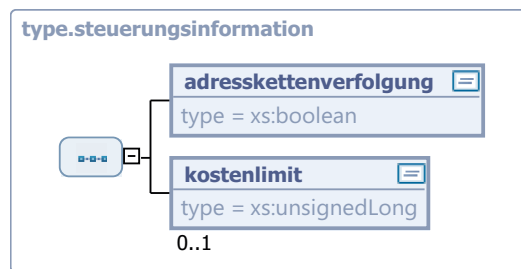 type.steuerungsinformation
adresskettenverfolgung
type = xs:boolean
kostenlimit
type = xs:unsignedLong
0..1